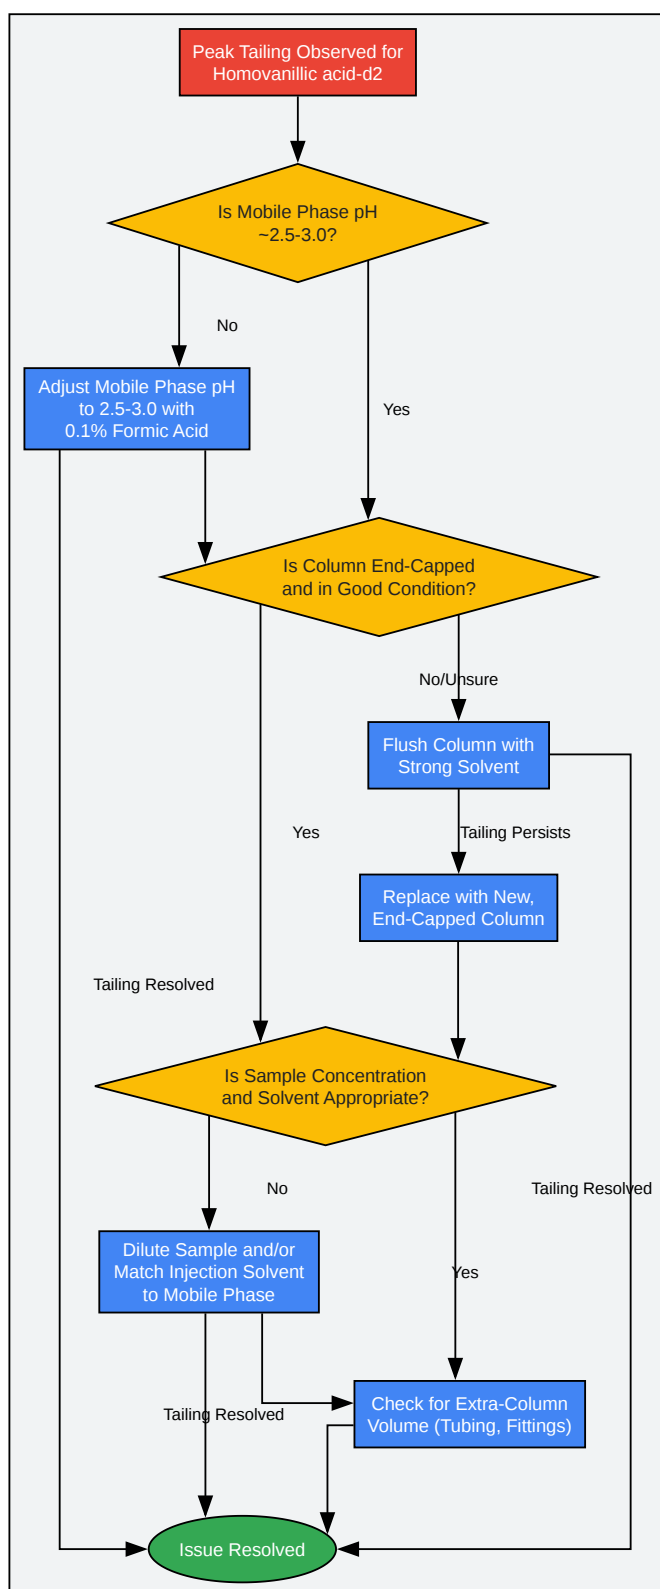 Peak Tailing Observed for
Homovanillic acid-d2
Is Mobile Phase pH
~2.5-3.0?
No
Adjust Mobile Phase pH
to 2.5-3.0 with
0.1% Formic Acid
Yes
Is Column End-Capped
and in Good Condition?
No/Unsure
Flush Column with
Strong Solvent
Yes
Tailing Persists
Replace with New,
End-Capped Column
Tailing Resolved
Is Sample Concentration
and Solvent Appropriate?
No
Tailing Resolved
Dilute Sample and/or
Match Injection Solvent
to Mobile Phase
Yes
Check for Extra-Column
Volume (Tubing, Fittings)
Tailing Resolved
Issue Resolved